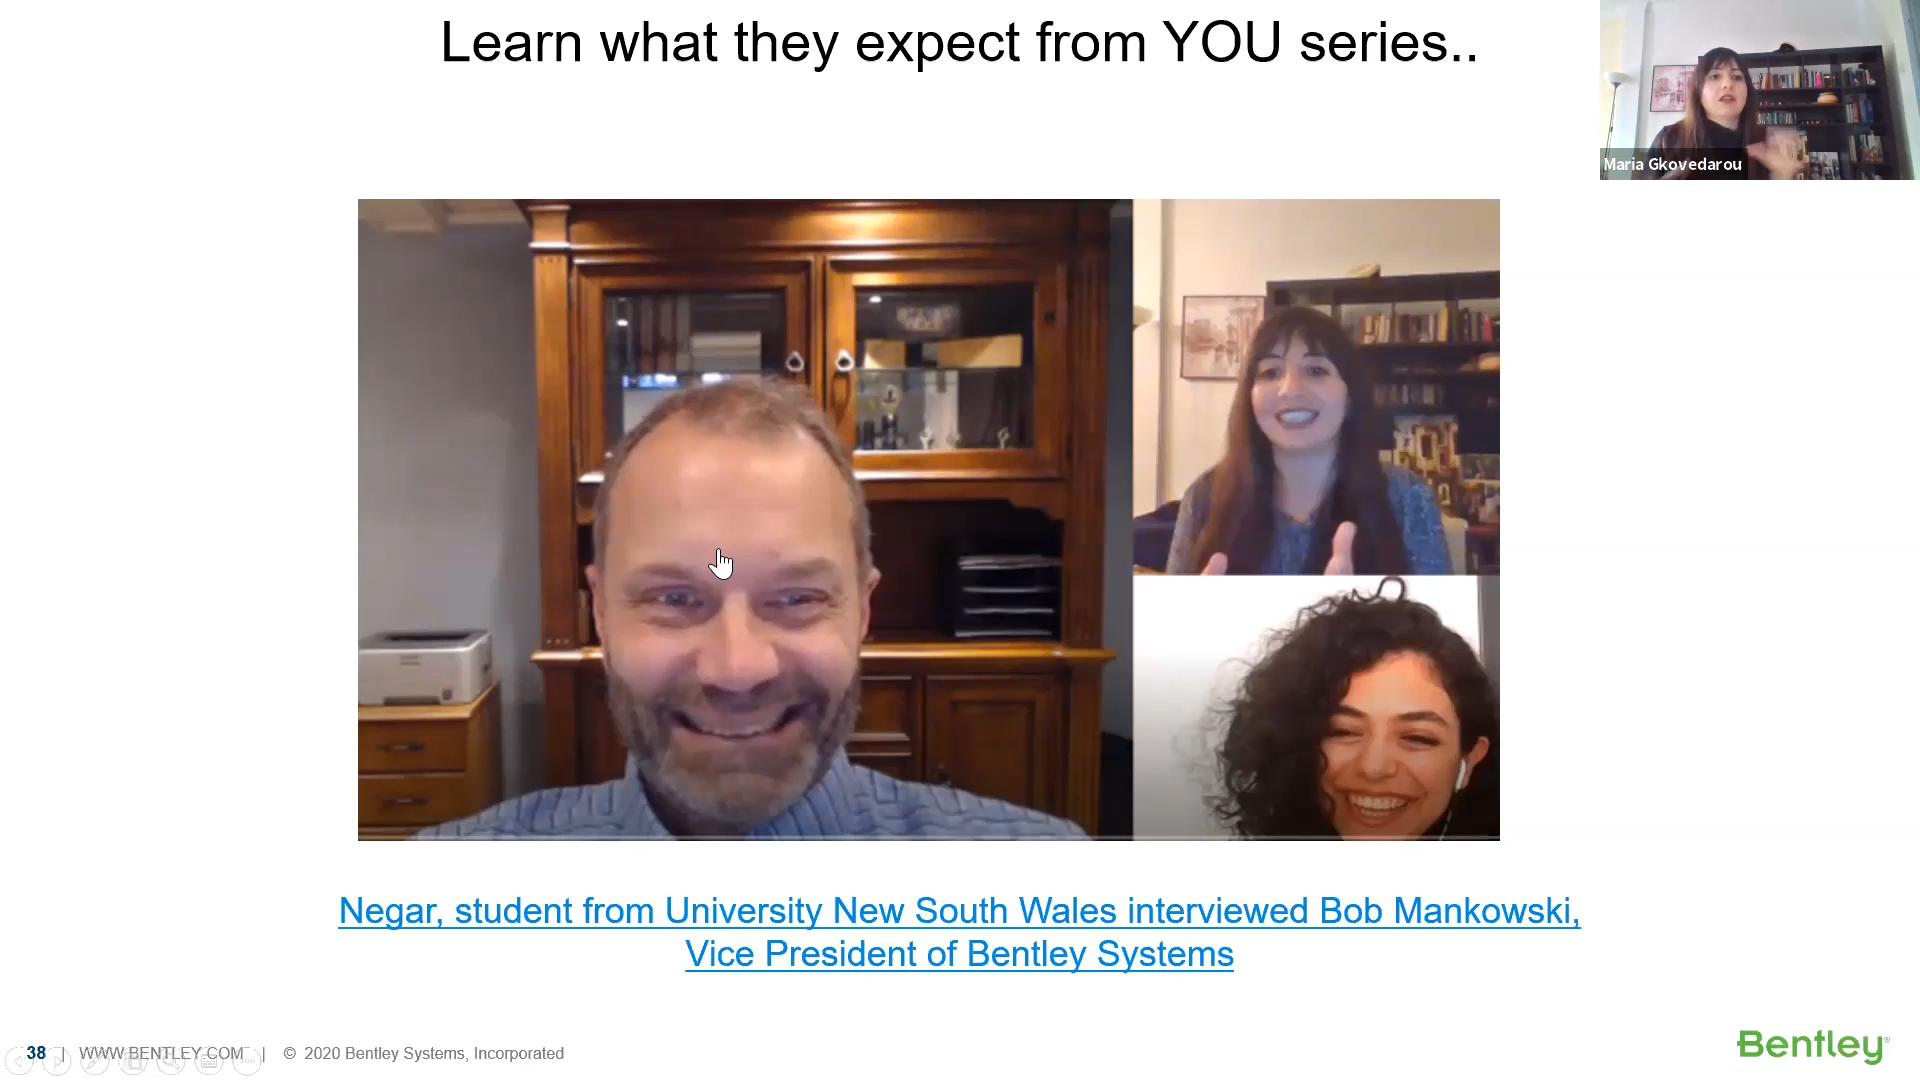 Learn what they expect from YOU series..
Maria Gkovedarou
Negar, student from University New South Wales interviewed Bob Mankowski,
Vice President of Bentley Systems
38 | WWW.BENTLEY.COM | © 2020 Bentley Systems, Incorporated
Bentley®